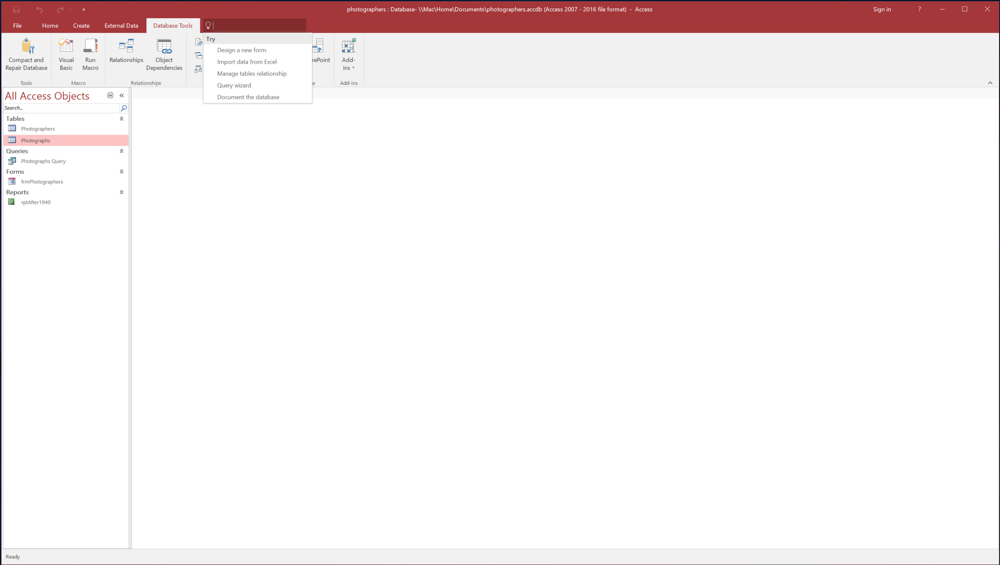 photographers : Database- \\Mac\Home\Documents\photographers.accdb (Access 2007 - 2016 file format) - Access
Sign in
?
File
Home
Create
External Data
Database Tools
Compact and
Repair Database
Tools
Visual
Basic
Run
Macro
Macro
Relationships
Object
Dependencies
Relationships
Try
Design a new form
Import data from Excel
Manage tables relationship
Query wizard
Document the database
rePoint
a
Add-
ins
Add-ins
All Access Objects
Search...
Tables
Photographers
Photographs
Queries
Photographs Query
Forms
frmPhotographers
Reports
rptAfter1940
Ready